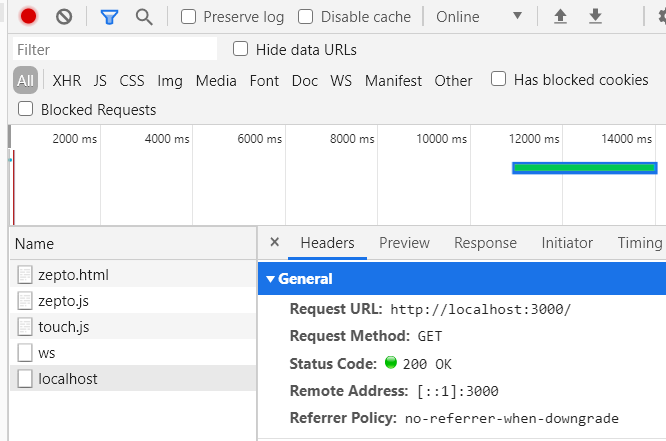 Preserve log Disable cache Online
Filter Hide data URLs
All XHR JS CSS Img Media Font Doc WS Manifest Other Has blocked cookies
Blocked Requests
2000 ms 4000 ms 6000 ms 8000 ms 10000 ms 12000 ms 14000 ms
Name
zepto.html
zepto.js
touch.js
ws
localhost
× Headers Preview Response Initiator Timing
General
Request URL: http://localhost:3000/
Request Method: GET
Status Code: 200 OK
Remote Address: [::1]:3000
Referrer Policy: no-referrer-when-downgrade